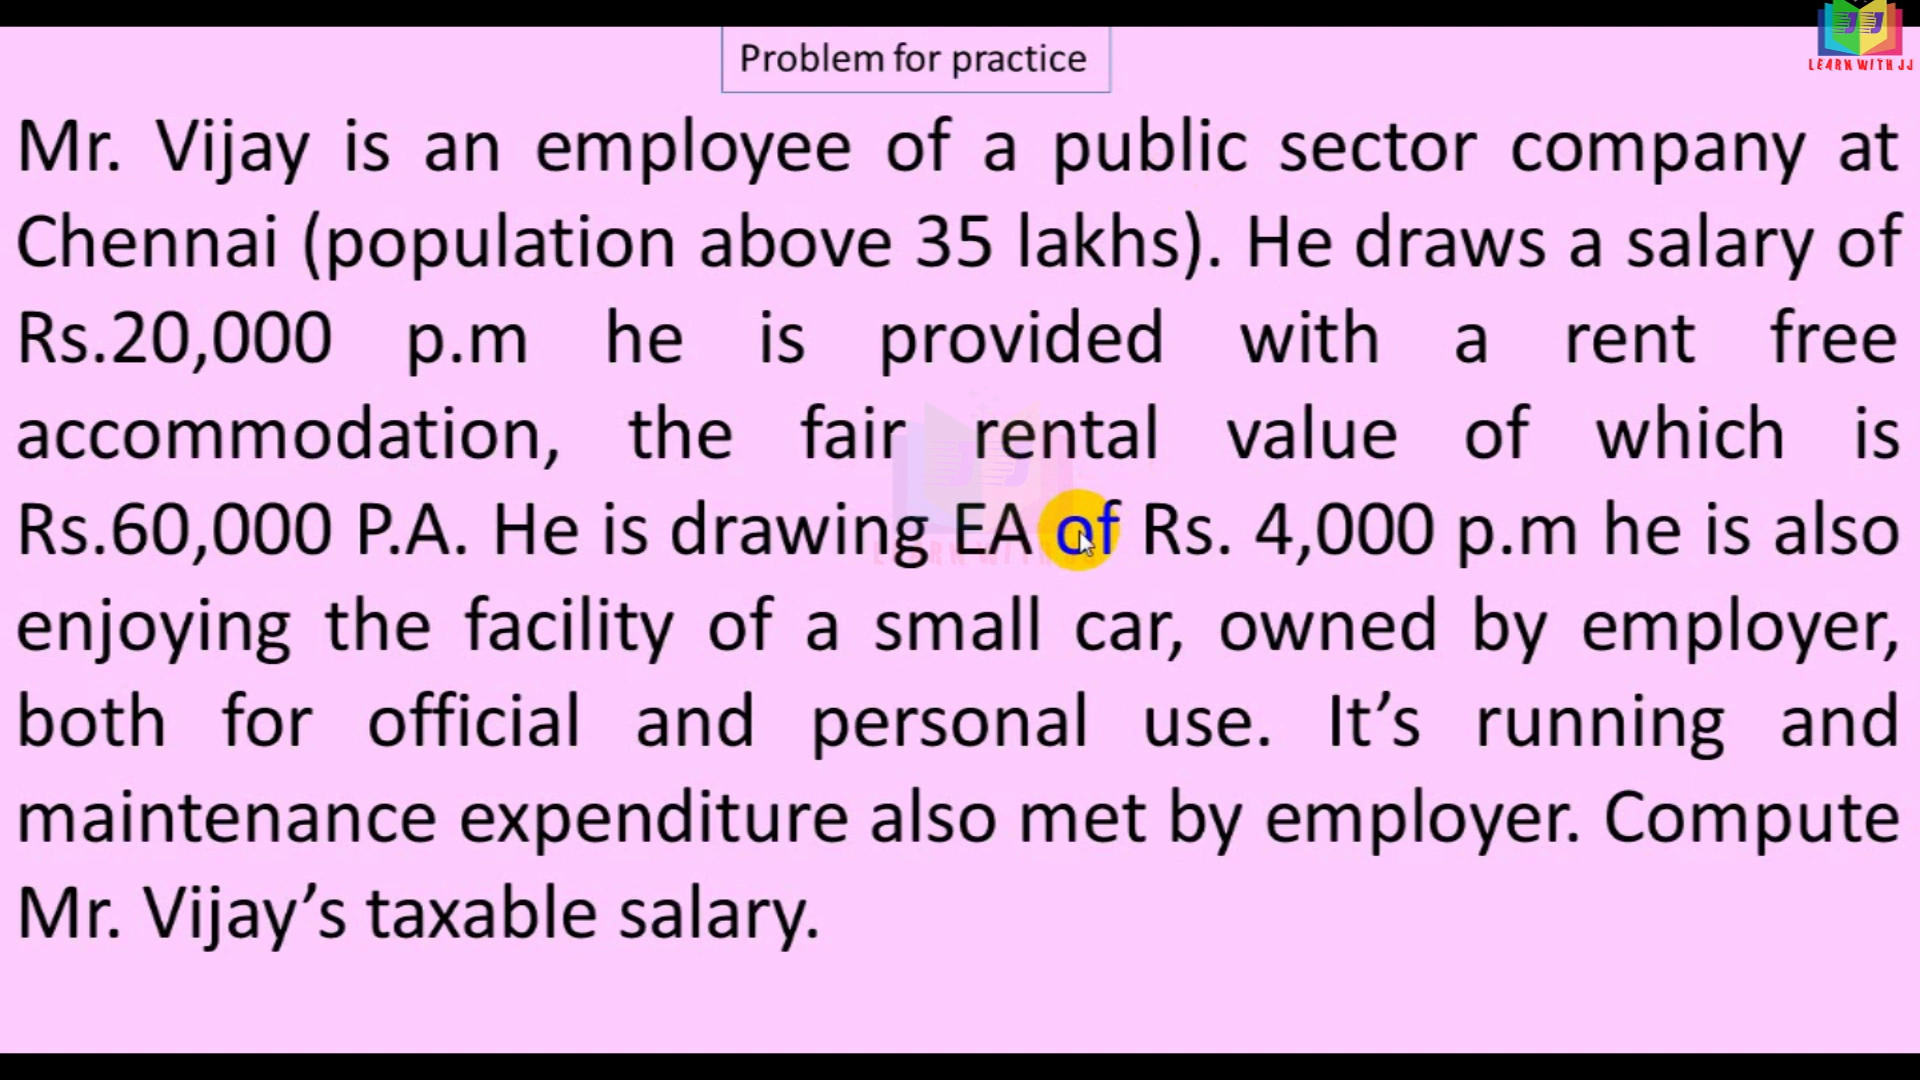 Problem for practice
LEARN WITH JJ
Mr. Vijay is an employee of a public sector company at
Chennai (population above 35 lakhs). He draws a salary of
Rs.20,000 p.m he is provided with a rent free
accommodation, the fair rental value of which is
Rs.60,000 P.A. He is drawing EA of Rs. 4,000 p.m he is also
enjoying the facility of a small car, owned by employer,
both for official and personal use. It’s running and
maintenance expenditure also met by employer. Compute
Mr. Vijay’s taxable salary.
JJ
LEARN WITH JJ